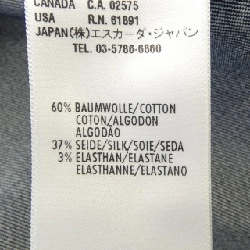 CANADA C.A. 02575
USA R.N. 61691
JAPAN(株)エスカーダ・ジャパン
TEL. 03-5786-6860
60% BAUMWOLLE/COTTON
COTON/ALGODON
ALGODÃO
37% SEIDE/SILK/SOIE/SEDA
3% ELASTHAN/ELASTANE
ELASTHANNE/ELASTANO